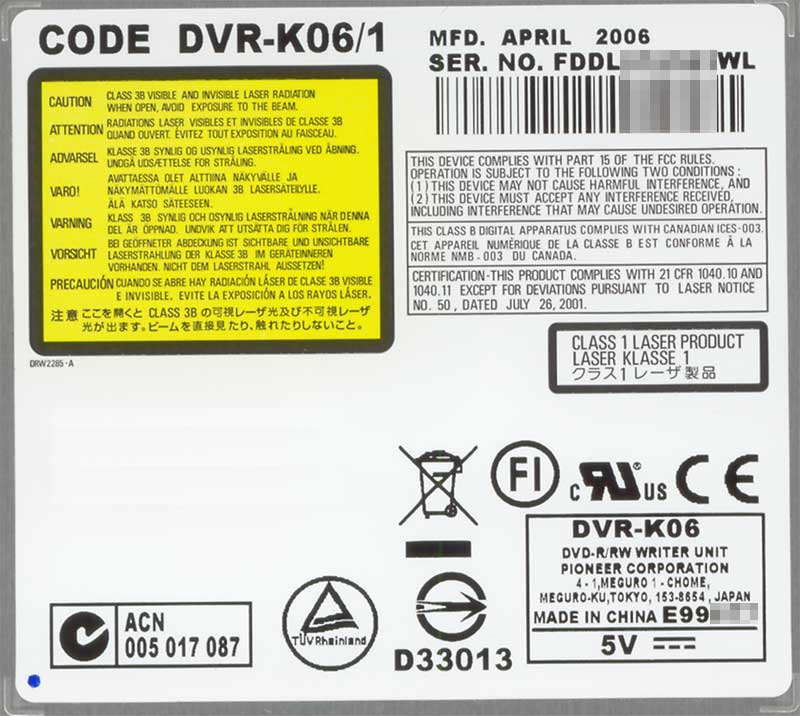 CODE DVR-K06/1
MFD. APRIL 2006
SER. NO. FDDL WL
CAUTION CLASS 3B VISIBLE AND INVISIBLE LASER RADIATION
WHEN OPEN, AVOID EXPOSURE TO THE BEAM.
ATTENTION RADIATIONS LASER VISIBLES ET INVISIBLES DE CLASSE 3B
QUAND OUVERT. ÉVITEZ TOUT EXPOSITION AU FAISCEAU.
ADVARSEL KLASSE 3B SYNLIG OG USYNLIG LASERSTRÅLING VED ÅBNING.
UNDGÅ UDSÆTTELSE FOR STRÅLING.
VARO! AVATTAESSA OLET ALTTIINA NÄKYVÄLLE JA
NÄKYMÄTTÖMÄLLE LUOKAN 3B LASERSÄTEILYLLE.
ÄLÄ KATSO SÄTEESEEN.
VARNING KLASS 3B SYNLIG OCH OSYNLIG LASERSTRÅLNING NÄR DENNA
DEL ÄR ÖPPNAD. UNDVIK ATT UTSÄTTA DIG FÖR STRÅLEN.
VORSICHT BEI GEÖFFNETER ABDECKUNG IST SICHTBARE UND UNSICHTBARE
LASERSTRAHLUNG DER KLASSE 3B IM GERÄTEINNEREN
VORHANDEN. NICHT DEM LASERSTRAHL AUSSETZEN!
PRECAUCIÓN CUANDO SE ABRE HAY RADIACIÓN LÁSER DE CLASE 3B VISIBLE
E INVISIBLE. EVITE LA EXPOSICIÓN A LOS RAYOS LÁSER.
注意 ここを開くと CLASS 3B の可視レーザ光及び不可視レーザ
光が出ます。ビームを直接見たり、触れたりしないこと。
DRW2285-A
THIS DEVICE COMPLIES WITH PART 15 OF THE FCC RULES.
OPERATION IS SUBJECT TO THE FOLLOWING TWO CONDITIONS :
(1) THIS DEVICE MAY NOT CAUSE HARMFUL INTERFERENCE, AND
(2) THIS DEVICE MUST ACCEPT ANY INTERFERENCE RECEIVED,
INCLUDING INTERFERENCE THAT MAY CAUSE UNDESIRED OPERATION.
THIS CLASS B DIGITAL APPARATUS COMPLIES WITH CANADIAN ICES-003.
CET APPAREIL NUMÉRIQUE DE LA CLASSE B EST CONFORME À LA
NORME NMB-003 DU CANADA.
CERTIFICATION-THIS PRODUCT COMPLIES WITH 21 CFR 1040.10 AND
1040.11 EXCEPT FOR DEVIATIONS PURSUANT TO LASER NOTICE
NO. 50, DATED JULY 26, 2001.
CLASS 1 LASER PRODUCT
LASER KLASSE 1
クラス1 レーザ製品
FI
c RU US
CE
DVR-K06
DVD-R/RW WRITER UNIT
PIONEER CORPORATION
4-1,MEGURO 1-CHOME,
MEGURO-KU,TOKYO, 153-8654, JAPAN
MADE IN CHINA E99
5V
ACN
005 017 087
TÜVRheinland
D33013